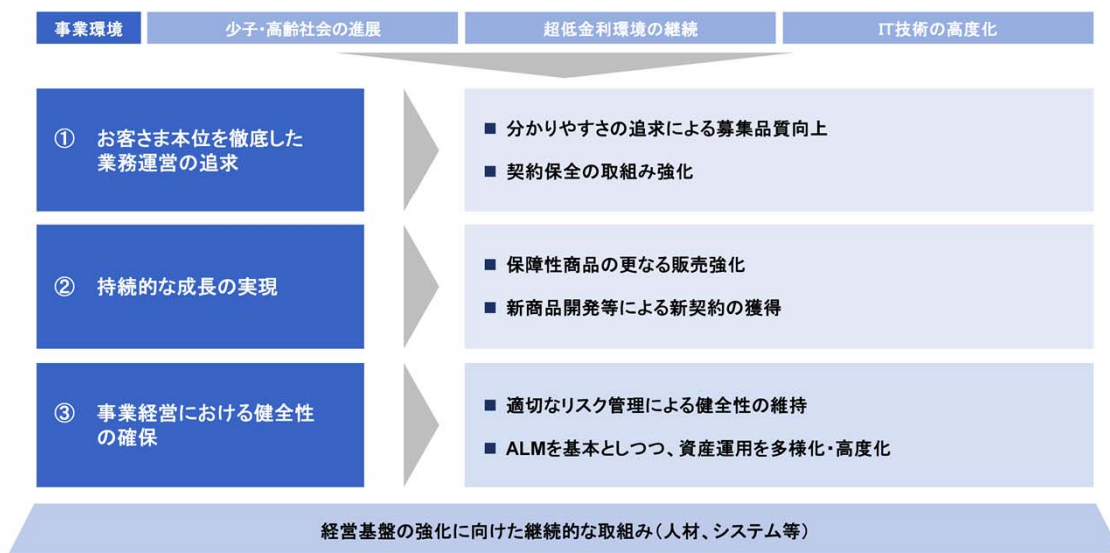 事業環境
少子・高齢社会の進展
超低金利環境の継続
IT技術の高度化
① お客さま本位を徹底した
業務運営の追求
■ 分かりやすさの追求による募集品質向上
■ 契約保全の取組み強化
② 持続的な成長の実現
■ 保障性商品の更なる販売強化
■ 新商品開発等による新契約の獲得
③ 事業経営における健全性
の確保
■ 適切なリスク管理による健全性の維持
■ ALMを基本としつつ、資産運用を多様化・高度化
経営基盤の強化に向けた継続的な取組み（人材、システム等）